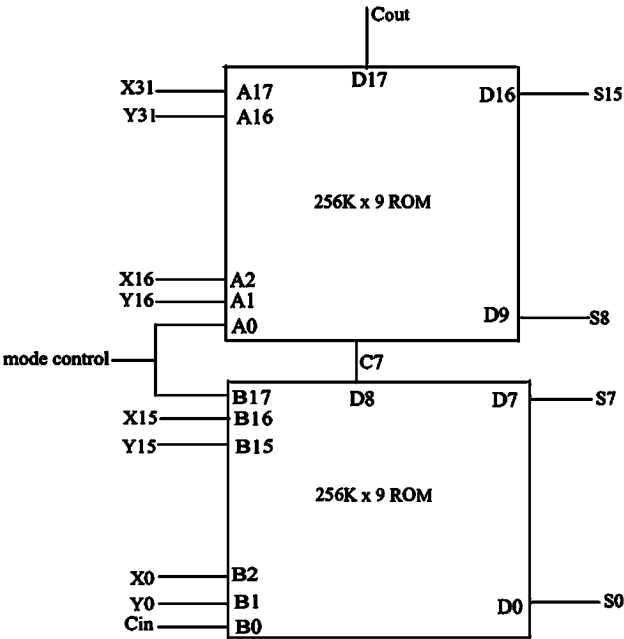 Cout
D17
X31 A17 D16 S15
Y31 A16
256K x 9 ROM
X16 A2
Y16 A1
A0 D9 S8
mode control
C7
B17 D8 D7 S7
X15 B16
Y15 B15
256K x 9 ROM
X0 B2
Y0 B1 D0 S0
Cin B0